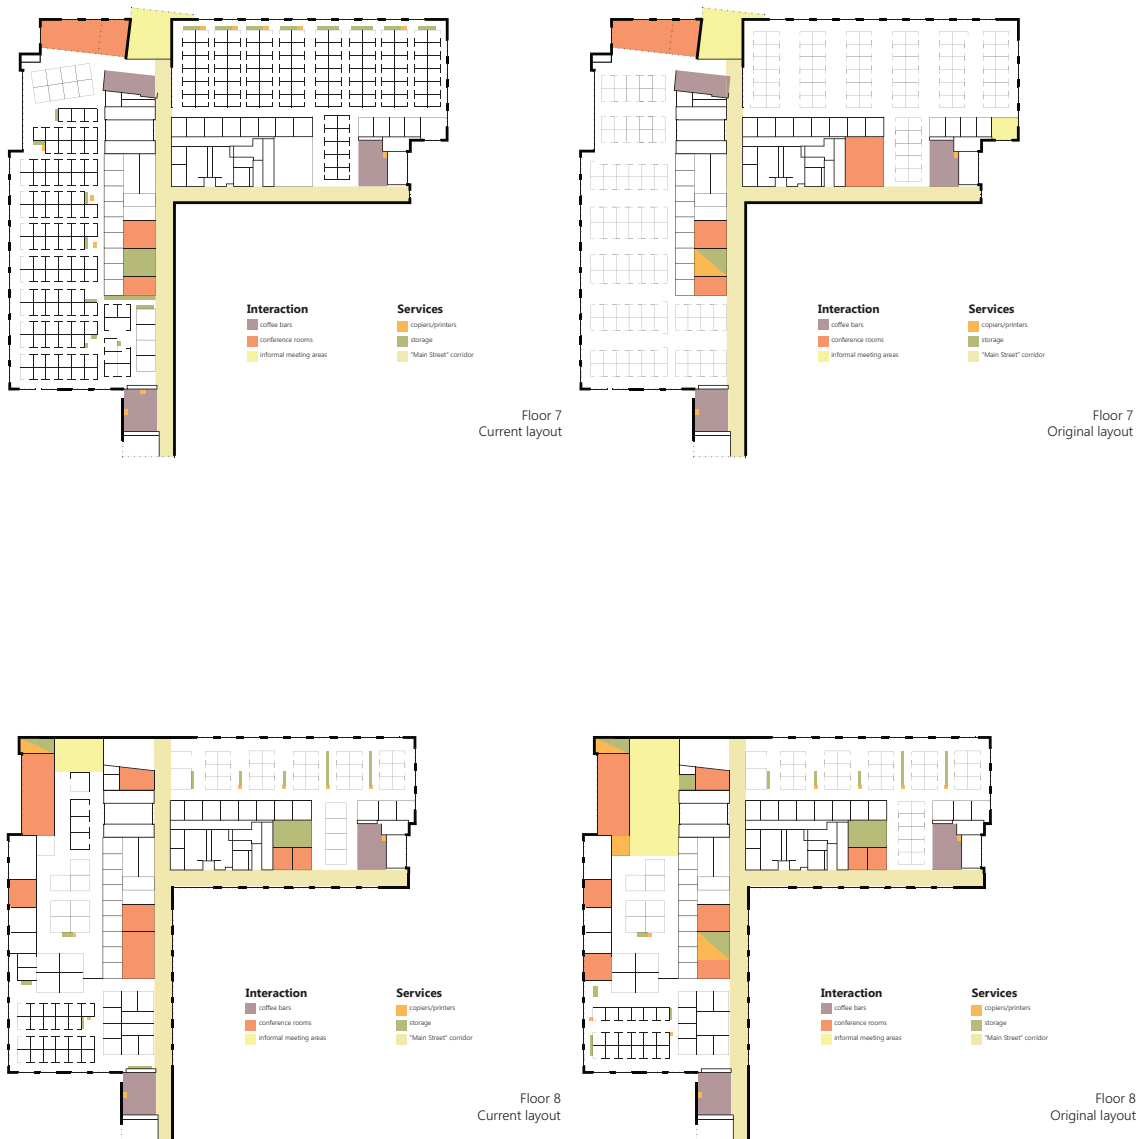 Interaction
coffee bars
conference rooms
informal meeting areas
Services
copiers/printers
storage
"Main Street" corridor
Floor 7
Current layout
Interaction
coffee bars
conference rooms
informal meeting areas
Services
copiers/printers
storage
"Main Street" corridor
Floor 7
Original layout
Interaction
coffee bars
conference rooms
informal meeting areas
Services
copiers/printers
storage
"Main Street" corridor
Floor 8
Current layout
Interaction
coffee bars
conference rooms
informal meeting areas
Services
copiers/printers
storage
"Main Street" corridor
Floor 8
Original layout